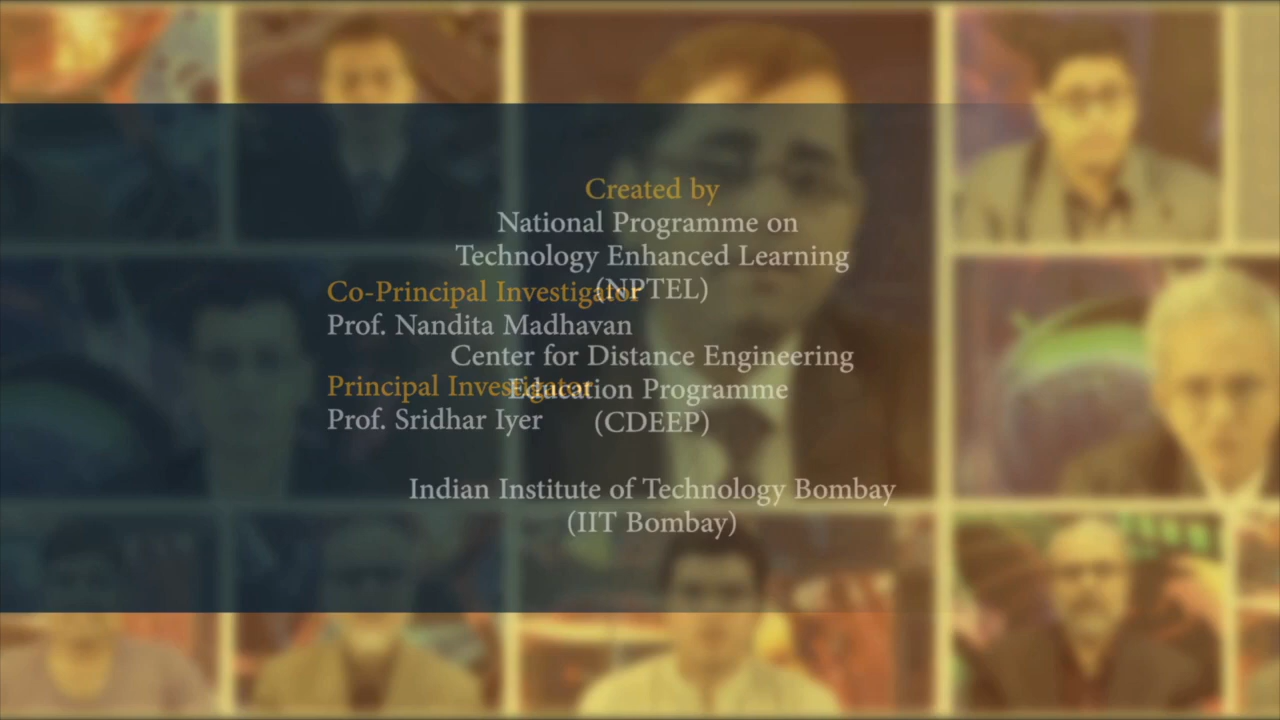 Created by
National Programme on
Technology Enhanced Learning
(NPTEL)
Co-Principal Investigator
Prof. Nandita Madhavan
Center for Distance Engineering
Education Programme
(CDEEP)
Principal Investigator
Prof. Sridhar Iyer
Indian Institute of Technology Bombay
(IIT Bombay)